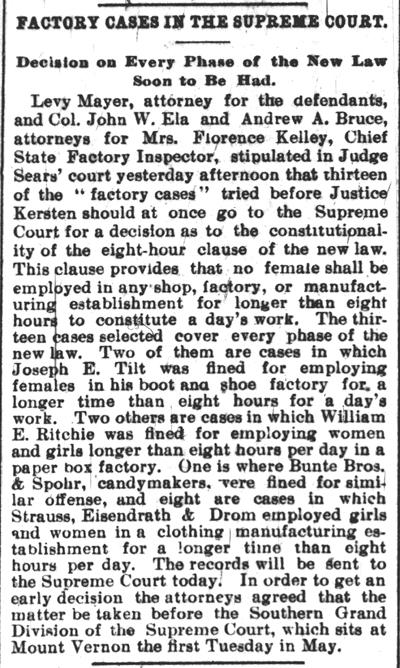 FACTORY CASES IN THE SUPREME COURT.
Decision on Every Phase of the New Law
Soon to Be Had.
Levy Mayer, attorney for the defendants,
and Col. John W. Ela and Andrew A. Bruce,
attorneys for Mrs. Florence Kelley, Chief
State Factory Inspector, stipulated in Judge
Sears' court yesterday afternoon that thirteen
of the "factory cases" tried before Justice
Kersten should at once go to the Supreme
Court for a decision as to the constitutional-
ity of the eight-hour clause of the new law.
This clause provides that no female shall be
employed in any shop, factory, or manufact-
uring establishment for longer than eight
hours to constitute a day's work. The thir-
teen cases selected cover every phase of the
new law. Two of them are cases in which
Joseph E. Tilt was fined for employing
females in his boot and shoe factory for a
longer time than eight hours for a day's
work. Two others are cases in which William
E. Ritchie was fined for employing women
and girls longer than eight hours per day in a
paper box factory. One is where Bunte Bros.
& Spohr, candymakers, were fined for simi-
lar offense, and eight are cases in which
Strauss, Eisendrath & Drom employed girls
and women in a clothing manufacturing es-
tablishment for a longer time than eight
hours per day. The records will be sent to
the Supreme Court today. In order to get an
early decision the attorneys agreed that the
matter be taken before the Southern Grand
Division of the Supreme Court, which sits at
Mount Vernon the first Tuesday in May.